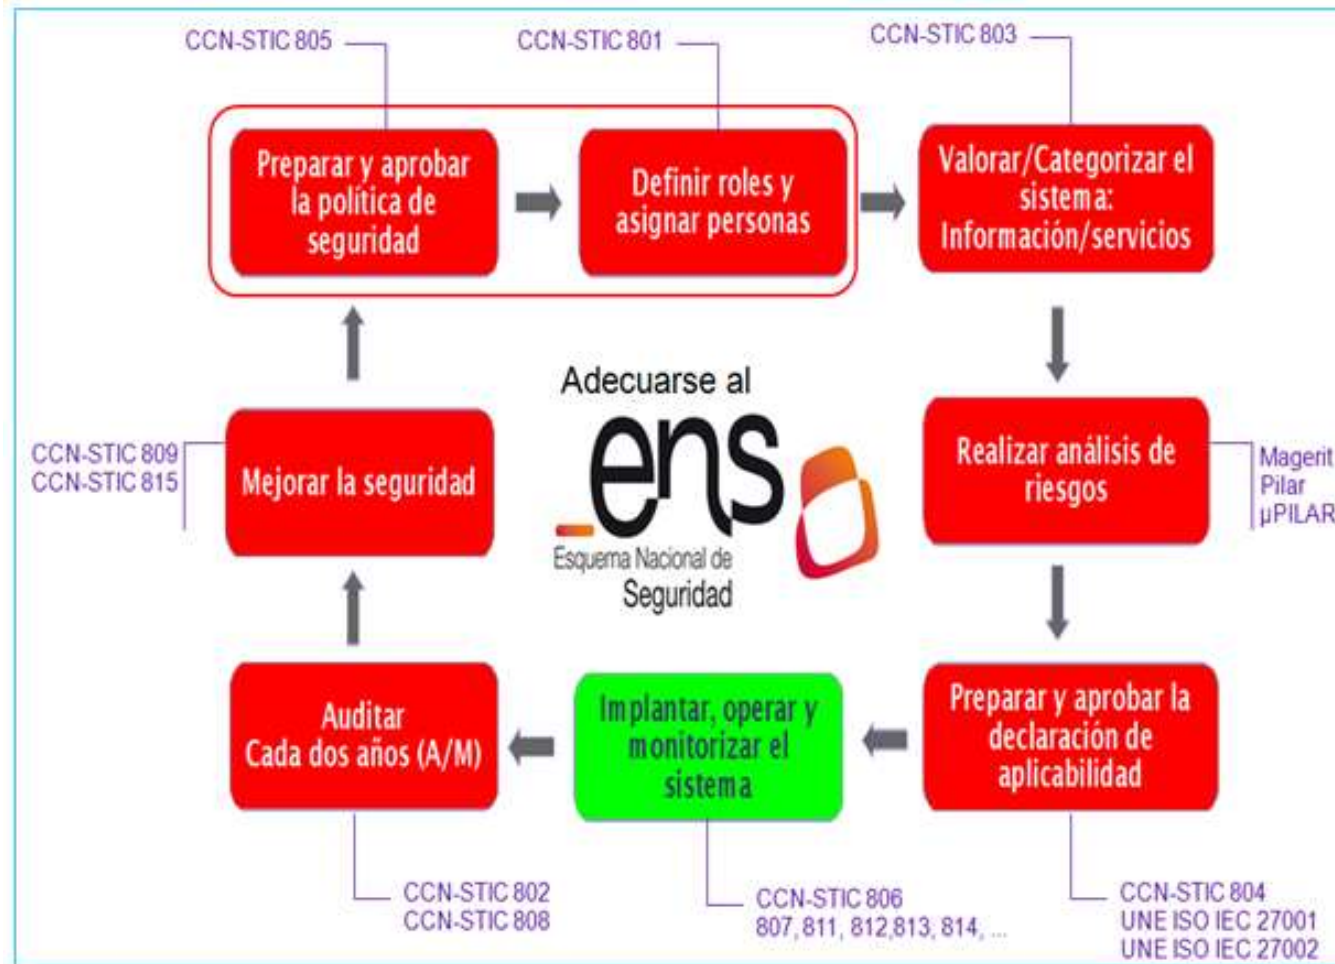 CCN-STIC 805
CCN-STIC 801
CCN-STIC 803
Preparar y aprobar
la política de
seguridad
Definir roles y
asignar personas
Valorar/Categorizar el
sistema:
Información/servicios
Adecuarse al
ens
Esquema Nacional de
Seguridad
CCN-STIC 809
CCN-STIC 815
Mejorar la seguridad
Realizar análisis de
riesgos
Magerit
Pilar
µPILAR
Auditar
Cada dos años (A/M)
Implantar, operar y
monitorizar el
sistema
Preparar y aprobar la
declaración de
aplicabilidad
CCN-STIC 802
CCN-STIC 808
CCN-STIC 806
807, 811, 812,813, 814, ...
CCN-STIC 804
UNE ISO IEC 27001
UNE ISO IEC 27002